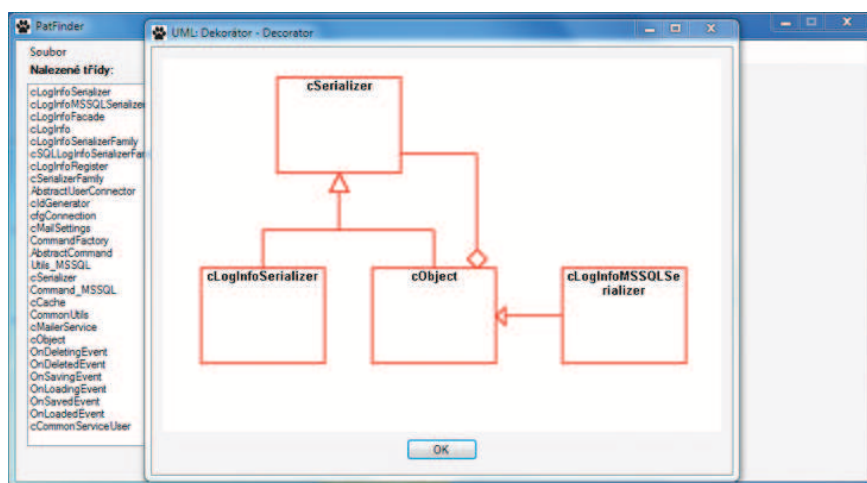 PatFinder
UML: Dekorátor - Decorator
Soubor
Nalezené třídy:
cLogInfoSerializer
cLogInfoMSSQLSerializer
cLogInfoFacade
cLogInfo
cLogInfoSerializerFamily
cSQLLogInfoSerializerFam
cLogInfoRegister
cSerializerFamily
AbstractUserConnector
cIdGenerator
cfgConnection
cMailSettings
CommandFactory
AbstractCommand
Utils_MSSQL
cSerializer
Command_MSSQL
cCache
CommonUtils
cMailerService
cObject
OnDeletingEvent
OnDeletedEvent
OnSavingEvent
OnLoadingEvent
OnSavedEvent
OnLoadedEvent
cCommonServiceUser
cSerializer
cLogInfoSerializer
cObject
cLogInfoMSSQLSe
rializer
OK